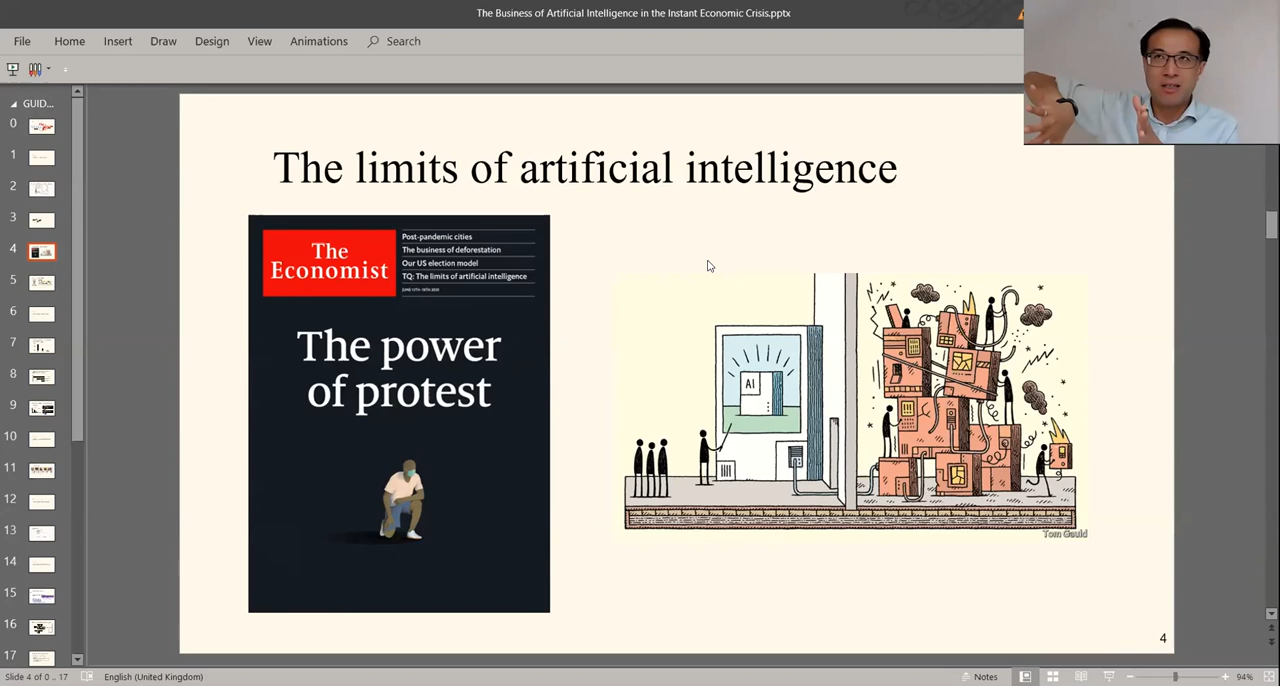 The Business of Artificial Intelligence in the Instant Economic Crisis.pptx
File Home Insert Draw Design View Animations Search
GUID...
0
1
2
3
4
5
6
7
8
9
10
11
12
13
14
15
16
17
The limits of artificial intelligence
The
Economist
Post-pandemic cities
The business of deforestation
Our US election model
TQ: The limits of artificial intelligence
JUNE 13TH-19TH 2020
The power
of protest
AI
Tom Gauld
4
Slide 4 of 0 .. 17 English (United Kingdom) Notes 94%